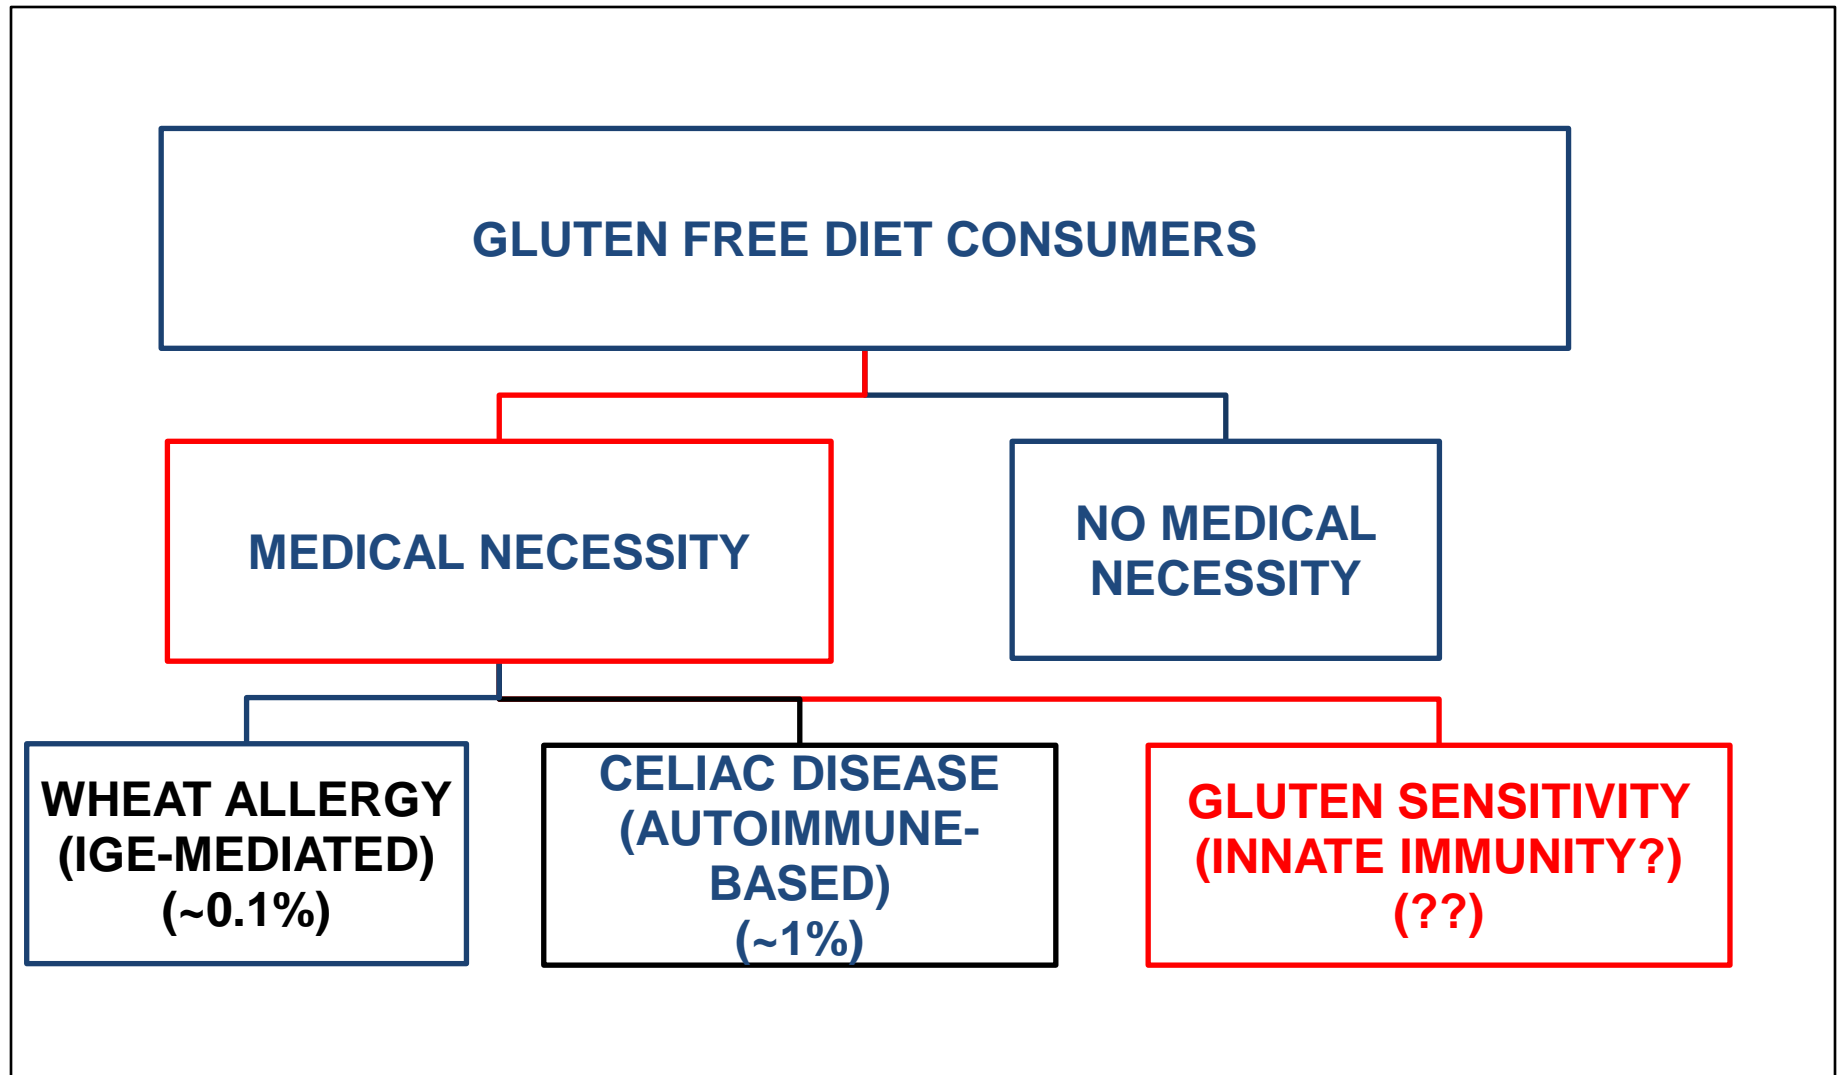 GLUTEN FREE DIET CONSUMERS
MEDICAL NECESSITY
NO MEDICAL
NECESSITY
WHEAT ALLERGY
(IGE-MEDIATED)
(~0.1%)
CELIAC DISEASE
(AUTOIMMUNE-
BASED)
(~1%)
GLUTEN SENSITIVITY
(INNATE IMMUNITY?)
(??)